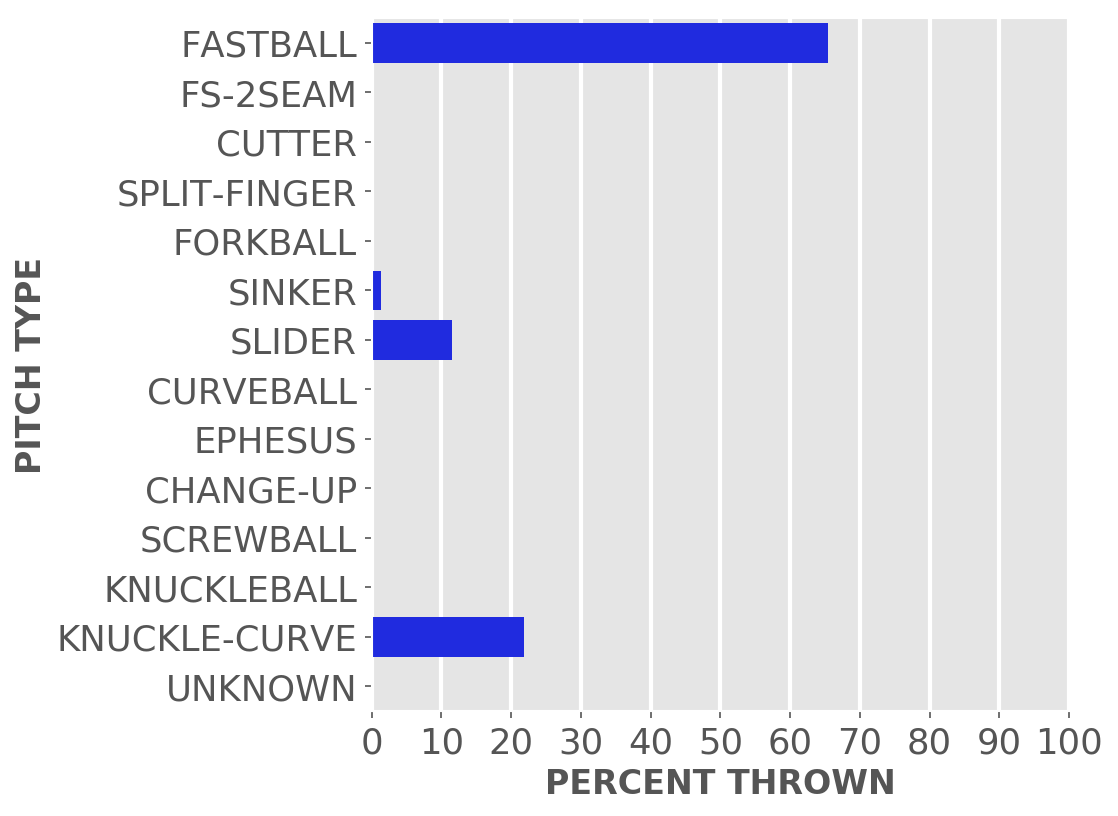 FASTBALL
FS-2SEAM
CUTTER
SPLIT-FINGER
FORKBALL
SINKER
SLIDER
CURVEBALL
EPHESUS
CHANGE-UP
SCREWBALL
KNUCKLEBALL
KNUCKLE-CURVE
UNKNOWN
PITCH TYPE
0 10 20 30 40 50 60 70 80 90 100
PERCENT THROWN